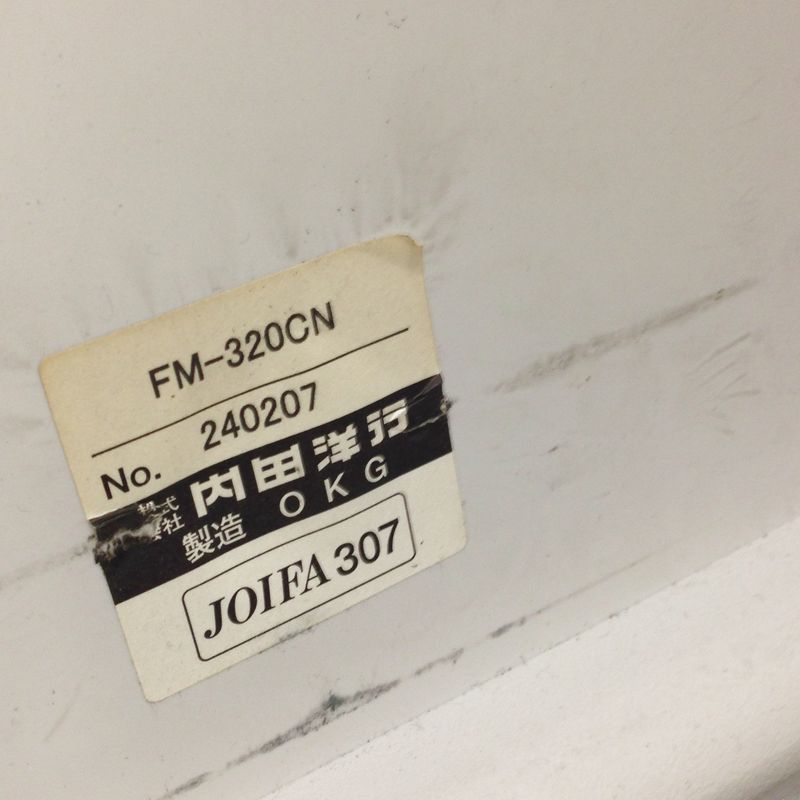 FM-320CN
No. 240207
株式会社 内田洋行
製造 OKG
JOIFA 307